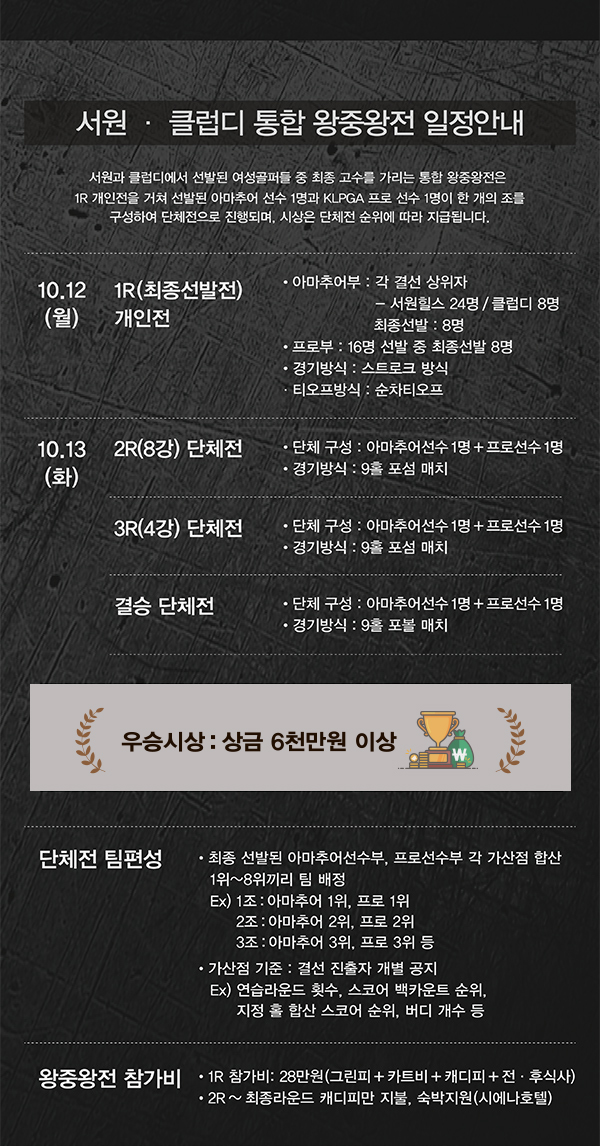 서원 · 클럽디 통합 왕중왕전 일정안내
서원과 클럽디에서 선발된 여성골퍼들 중 최종 고수를 가리는 통합 왕중왕전은
1R 개인전을 거쳐 선발된 아마추어 선수 1명과 KLPGA 프로 선수 1명이 한 개의 조를
구성하여 단체전으로 진행되며, 시상은 단체전 순위에 따라 지급됩니다.
10.12
(월)
1R(최종선발전)
개인전
• 아마추어부 : 각 결선 상위자
– 서원힐스 24명 / 클럽디 8명
최종선발 : 8명
• 프로부 : 16명 선발 중 최종선발 8명
• 경기방식 : 스트로크 방식
· 티오프방식 : 순차티오프
10.13
(화)
2R(8강) 단체전
• 단체 구성 : 아마추어선수 1명 + 프로선수 1명
• 경기방식 : 9홀 포섬 매치
3R(4강) 단체전
• 단체 구성 : 아마추어선수 1명 + 프로선수 1명
• 경기방식 : 9홀 포섬 매치
결승 단체전
• 단체 구성 : 아마추어선수 1명 + 프로선수 1명
• 경기방식 : 9홀 포볼 매치
우승시상 : 상금 6천만원 이상
₩
단체전 팀편성
• 최종 선발된 아마추어선수부, 프로선수부 각 가산점 합산
1위~8위끼리 팀 배정
Ex) 1조 : 아마추어 1위, 프로 1위
2조 : 아마추어 2위, 프로 2위
3조 : 아마추어 3위, 프로 3위 등
• 가산점 기준 : 결선 진출자 개별 공지
Ex) 연습라운드 횟수, 스코어 백카운트 순위,
지정 홀 합산 스코어 순위, 버디 개수 등
왕중왕전 참가비
• 1R 참가비: 28만원(그린피 + 카트비 + 캐디피 + 전 · 후식사)
• 2R ~ 최종라운드 캐디피만 지불, 숙박지원(시에나호텔)